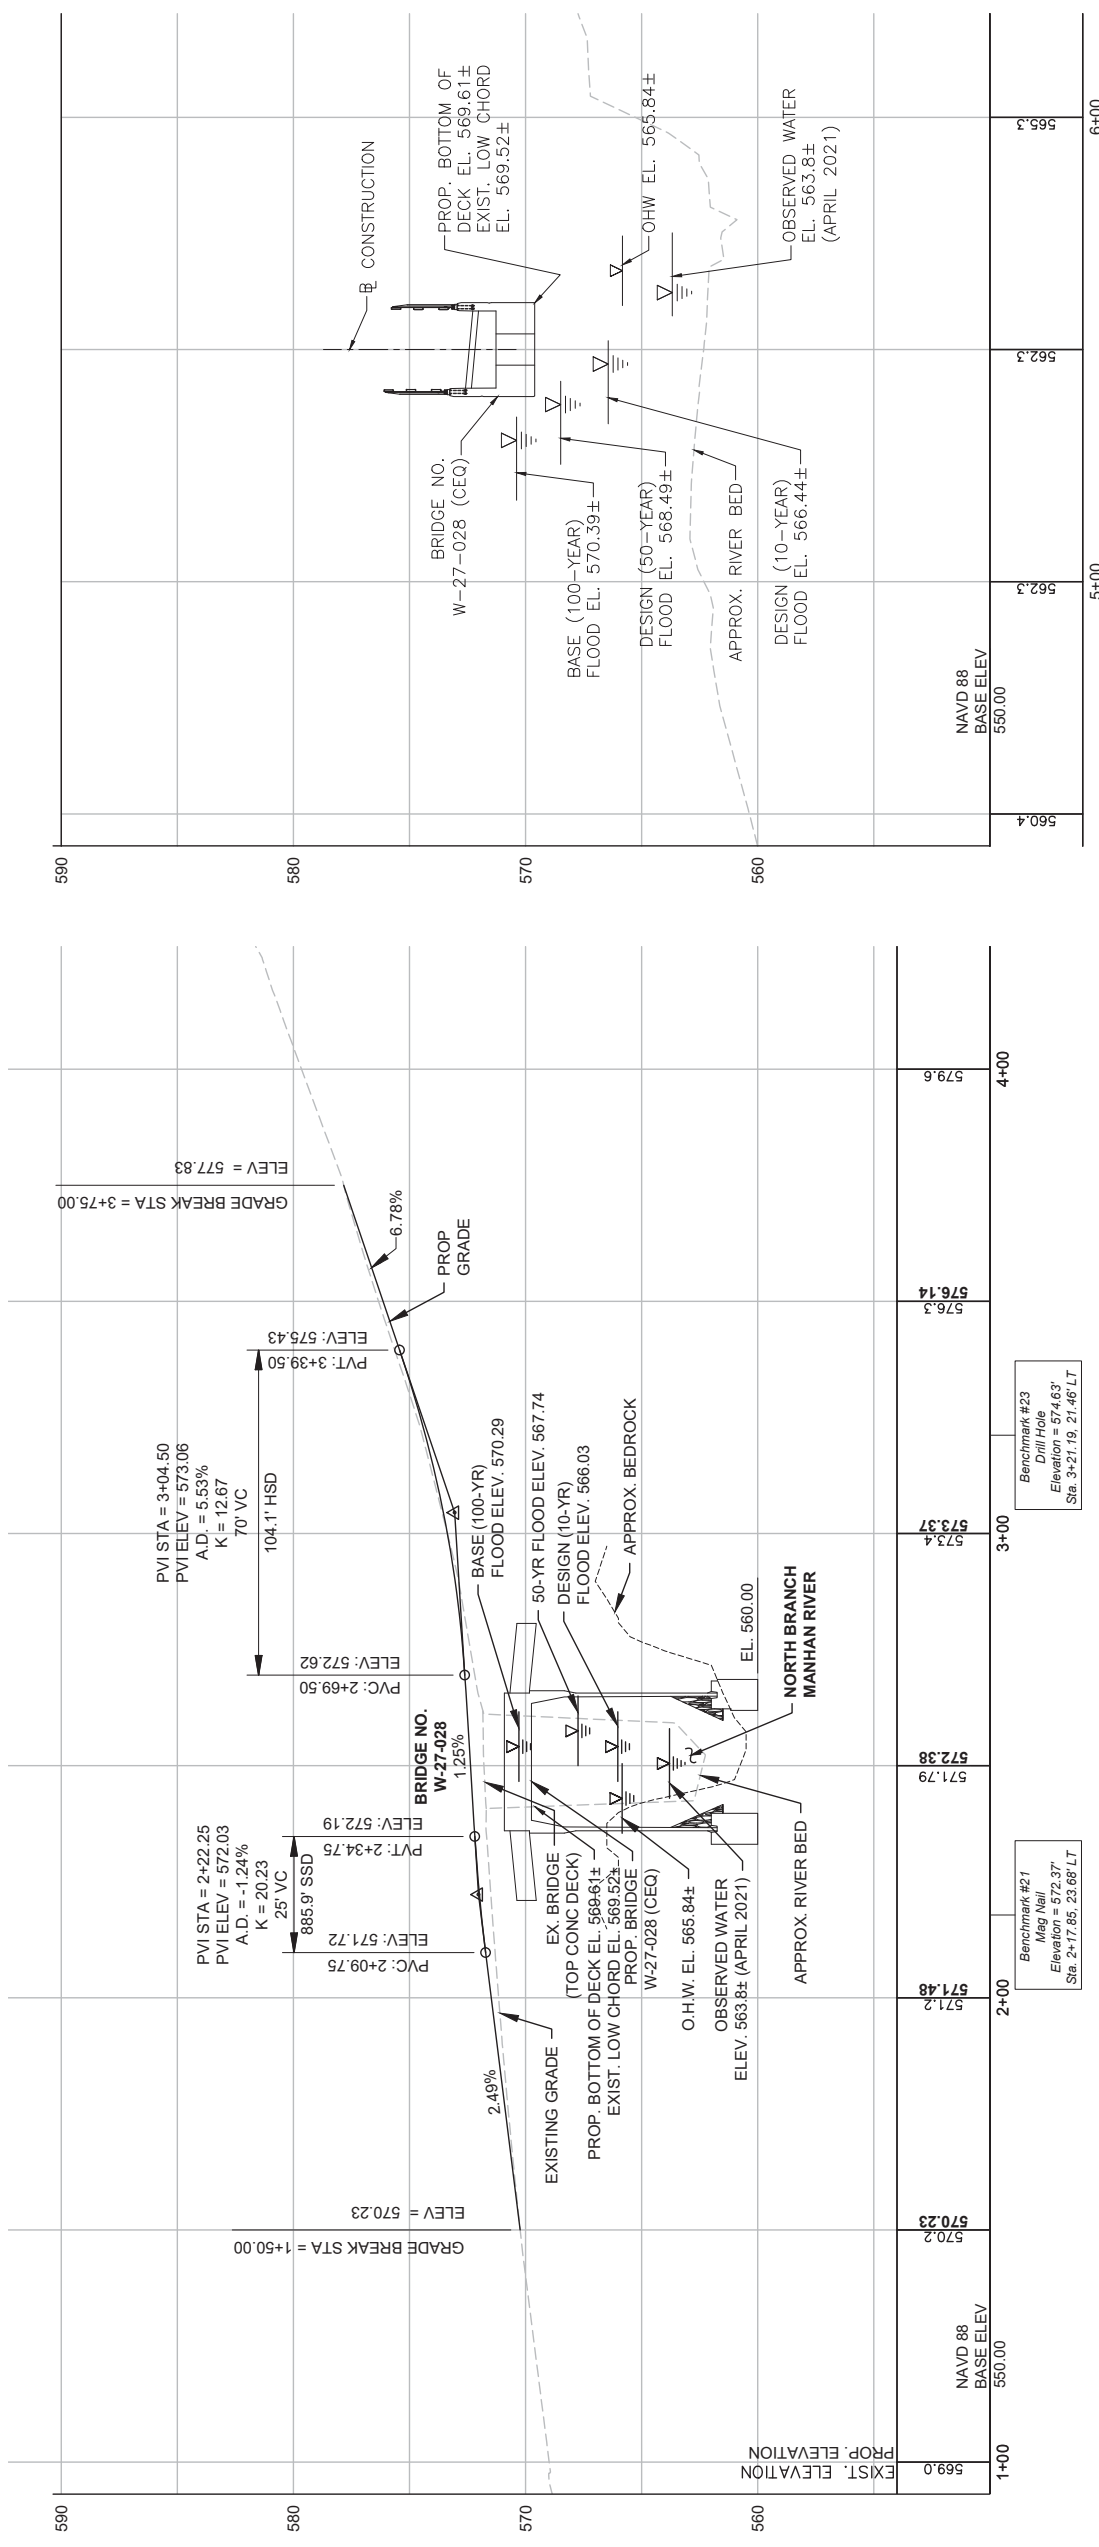 590
580
570
560
PVI STA = 2+22.25
PVI ELEV = 572.03
A.D. = -1.24%
K = 20.23
25' VC
885.9' SSD
PVC: 2+09.75
ELEV: 571.72
PVT: 2+34.75
ELEV: 572.19
PVI STA = 3+04.50
PVI ELEV = 573.06
A.D. = 5.53%
K = 12.67
70' VC
104.1' HSD
PVC: 2+69.50
ELEV: 572.62
PVT: 3+39.50
ELEV: 575.43
GRADE BREAK STA = 1+50.00
ELEV = 570.23
GRADE BREAK STA = 3+75.00
ELEV = 577.83
2.49%
1.25%
6.78%
BRIDGE NO.
W-27-028
PROP
GRADE
EXISTING GRADE
EX. BRIDGE
(TOP CONC DECK)
PROP. BOTTOM OF DECK EL. 569.61±
EXIST. LOW CHORD EL. 569.52±
PROP. BRIDGE
W-27-028 (CEQ)
O.H.W. EL. 565.84±
OBSERVED WATER
ELEV. 563.8± (APRIL 2021)
APPROX. RIVER BED
BASE (100-YR)
FLOOD ELEV. 570.29
50-YR FLOOD ELEV. 567.74
DESIGN (10-YR)
FLOOD ELEV. 566.03
APPROX. BEDROCK
EL. 560.00
NORTH BRANCH
MANHAN RIVER
NAVD 88
BASE ELEV
550.00
EXIST. ELEVATION
PROP. ELEVATION
569.0
570.2
570.23
571.2
571.48
571.79
572.38
573.4
573.37
576.3
576.14
579.6
1+00
2+00
3+00
4+00
Benchmark #21
Mag Nail
Elevation = 572.37'
Sta. 2+17.85, 23.68' LT
Benchmark #23
Drill Hole
Elevation = 574.63'
Sta. 3+21.19, 21.46' LT
590
580
570
560
BRIDGE NO.
W-27-028 (CEQ)
BASE (100-YEAR)
FLOOD EL. 570.39±
DESIGN (50-YEAR)
FLOOD EL. 568.49±
APPROX. RIVER BED
DESIGN (10-YEAR)
FLOOD EL. 566.44±
BL CONSTRUCTION
PROP. BOTTOM OF
DECK EL. 569.61±
EXIST. LOW CHORD
EL. 569.52±
OHW EL. 565.84±
OBSERVED WATER
EL. 563.8±
(APRIL 2021)
NAVD 88
BASE ELEV
550.00
560.4
562.3
562.3
565.3
5+00
6+00